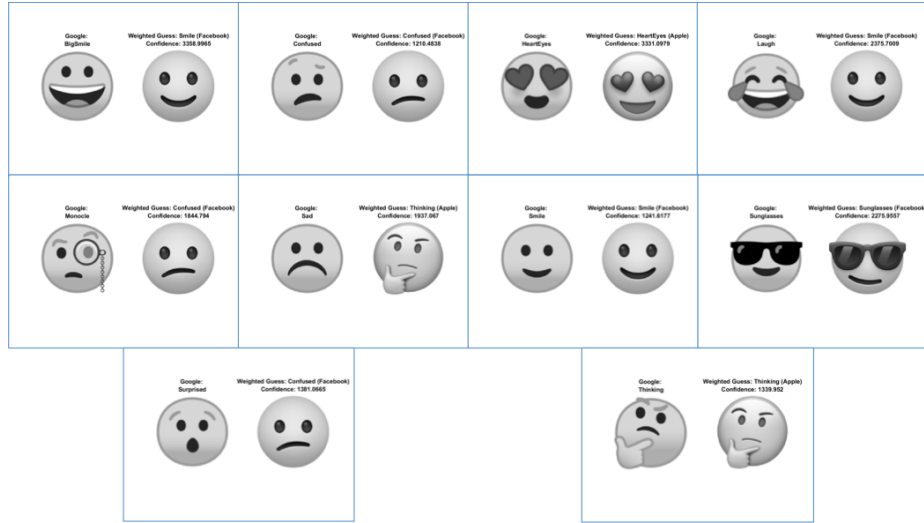 Google:
BigSmile
Weighted Guess: Smile (Facebook)
Confidence: 3358.9965
Google:
Confused
Weighted Guess: Confused (Facebook)
Confidence: 1210.4838
Google:
HeartEyes
Weighted Guess: HeartEyes (Apple)
Confidence: 3331.0979
Google:
Laugh
Weighted Guess: Smile (Facebook)
Confidence: 2375.7009
Google:
Monocle
Weighted Guess: Confused (Facebook)
Confidence: 1844.794
Google:
Sad
Weighted Guess: Thinking (Apple)
Confidence: 1937.067
Google:
Smile
Weighted Guess: Smile (Facebook)
Confidence: 1241.6177
Google:
Sunglasses
Weighted Guess: Sunglasses (Facebook
Confidence: 2275.9557
Google:
Surprised
Weighted Guess: Confused (Facebook)
Confidence: 1381.0665
Google:
Thinking
Weighted Guess: Thinking (Apple)
Confidence: 1339.952